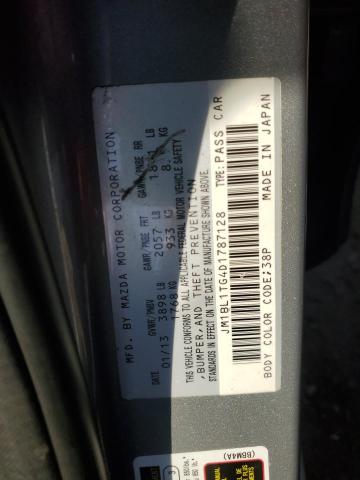 MFD. BY MAZDA MOTOR CORPORATION
DATE GVWR/PNBV GAWR/PNBE FRT GAWR/PNBE RR
01/13 3898 LB 2057 LB LB
1768 KG 933 KG KG
THIS VEHICLE CONFORMS TO ALL APPLICABLE FEDERAL MOTOR VEHICLE SAFETY
,BUMPER,AND THEFT PREVENTION
STANDARDS IN EFFECT ON THE DATE OF MANUFACTURE SHOWN ABOVE.
JM1BL1TG4D1787128 TYPE:PASS CAR
BODY COLOR CODE;38P MADE IN JAPAN
(BBM4A)